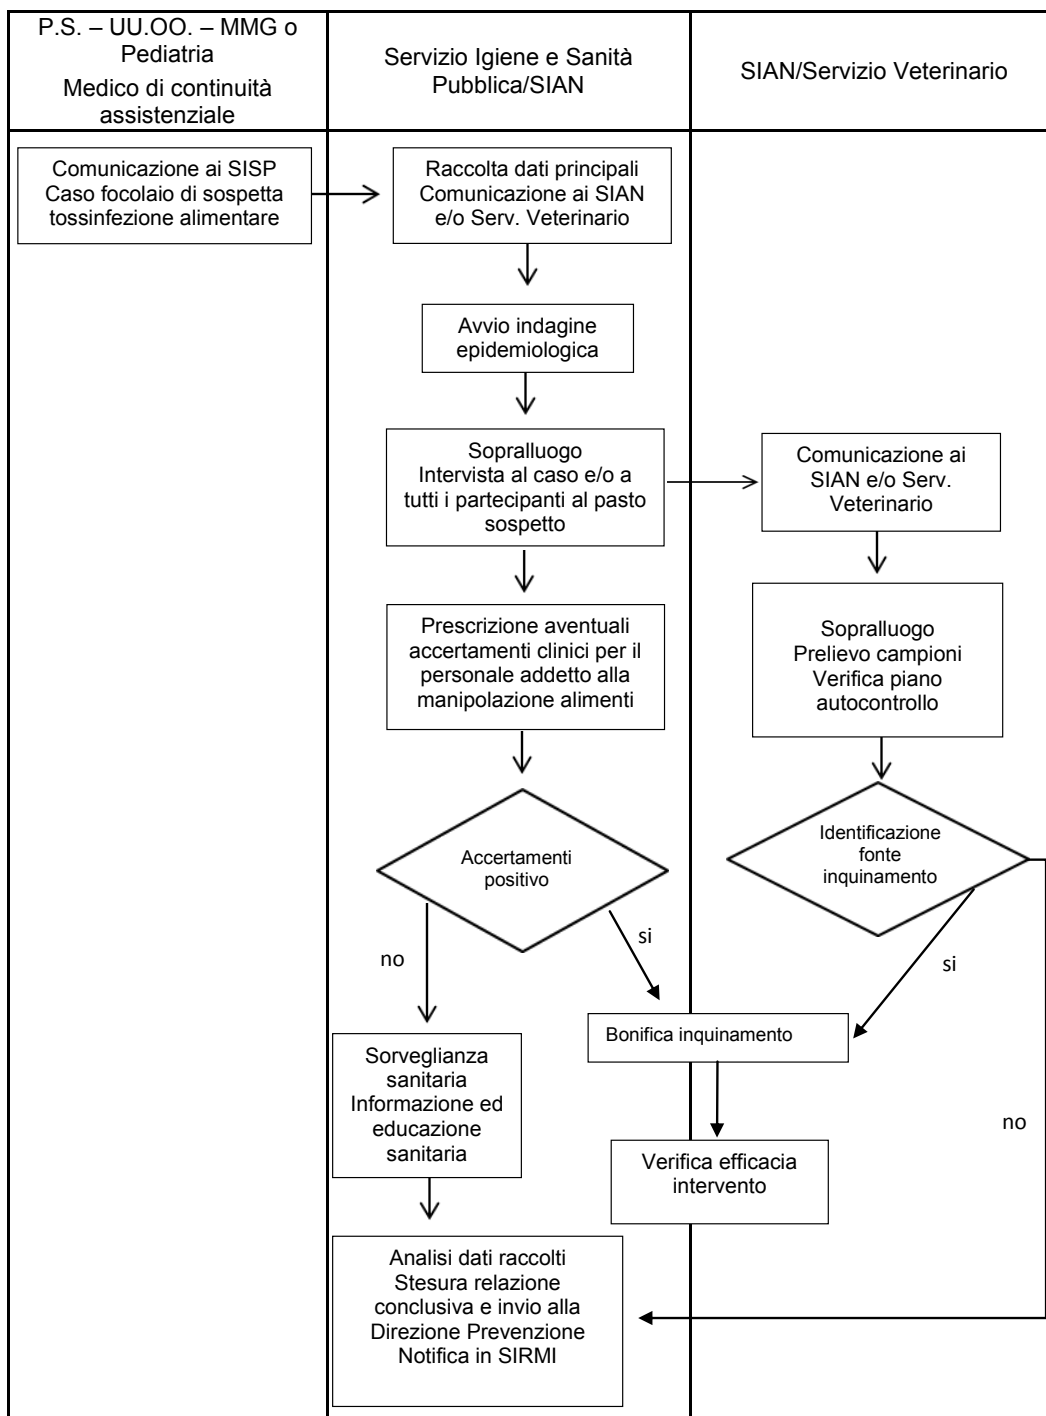 P.S. – UU.OO. – MMG o
Pediatria
Medico di continuità
assistenziale
Servizio Igiene e Sanità
Pubblica/SIAN
SIAN/Servizio Veterinario
Comunicazione ai SISP
Caso focolaio di sospetta
tossinfezione alimentare
Raccolta dati principali
Comunicazione ai SIAN
e/o Serv. Veterinario
Avvio indagine
epidemiologica
Sopralluogo
Intervista al caso e/o a
tutti i partecipanti al pasto
sospetto
Comunicazione ai
SIAN e/o Serv.
Veterinario
Prescrizione aventuali
accertamenti clinici per il
personale addetto alla
manipolazione alimenti
Sopralluogo
Prelievo campioni
Verifica piano
autocontrollo
Accertamenti
positivo
Identificazione
fonte
inquinamento
no
si
si
no
Bonifica inquinamento
Sorveglianza
sanitaria
Informazione ed
educazione
sanitaria
Verifica efficacia
intervento
Analisi dati raccolti
Stesura relazione
conclusiva e invio alla
Direzione Prevenzione
Notifica in SIRMI